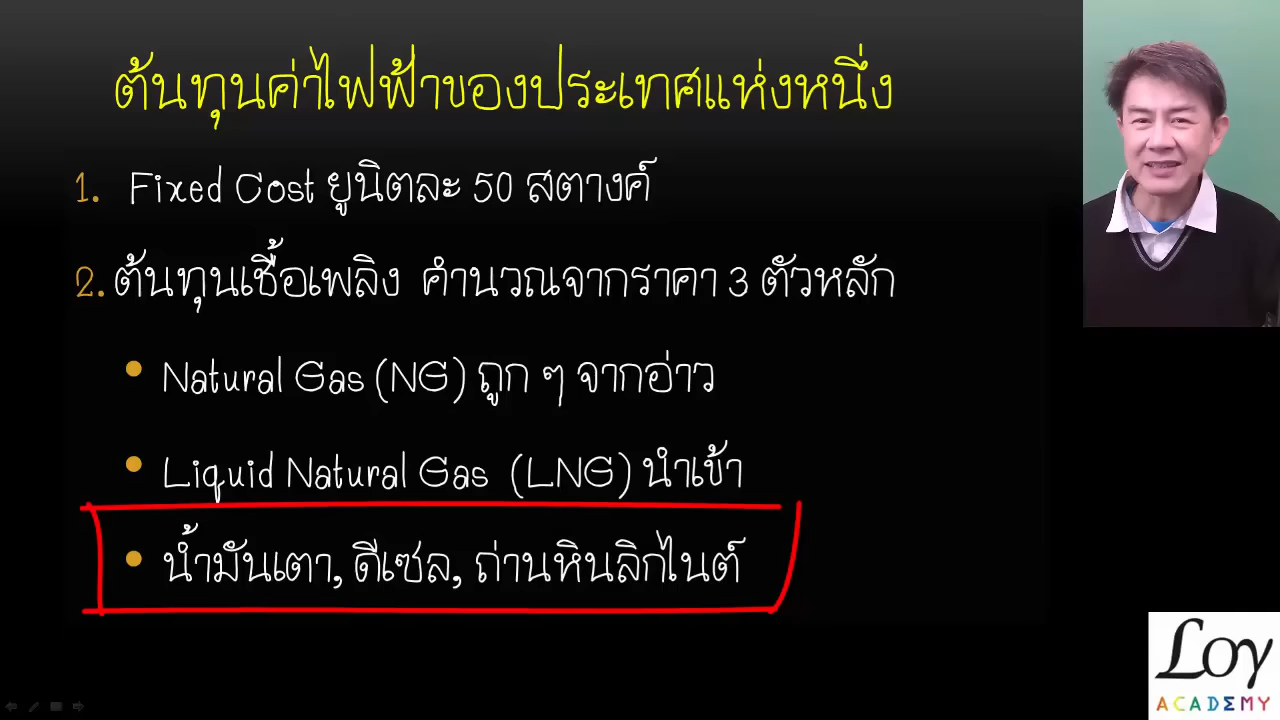 ต้นทุนค่าไฟฟ้าของประเทศแห่งหนึ่ง
1. Fixed Cost ยูนิตละ 50 สตางค์
2. ต้นทุนเชื้อเพลิง คำนวณจากราคา 3 ตัวหลัก
• Natural Gas (NG) ถูก ๆ จากอ่าว
• Liquid Natural Gas (LNG) นำเข้า
• น้ำมันเตา, ดีเซล, ถ่านหินลิกไนต์
Loy
ACADEMY